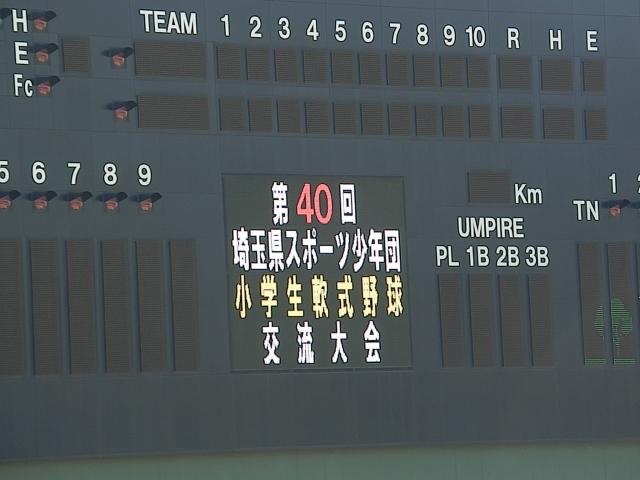 H
TEAM 1 2 3 4 5 6 7 8 9 10 R H E
E
Fc
5 6 7 8 9
Km
1
TN
UMPIRE
PL 1B 2B 3B
第40回
埼玉県スポーツ少年団
小学生軟式野球
交流大会